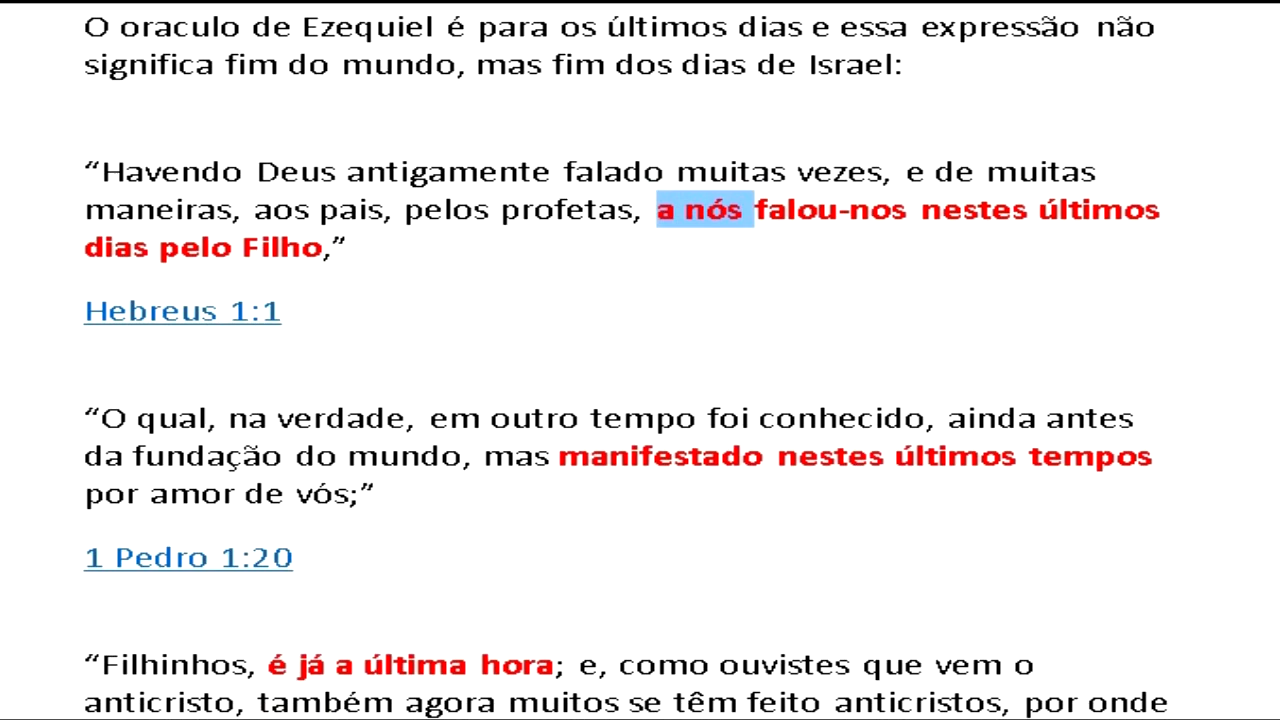 O oraculo de Ezequiel é para os últimos dias e essa expressão não
significa fim do mundo, mas fim dos dias de Israel:
“Havendo Deus antigamente falado muitas vezes, e de muitas
maneiras, aos pais, pelos profetas, a nós falou-nos nestes últimos
dias pelo Filho,”
Hebreus 1:1
“O qual, na verdade, em outro tempo foi conhecido, ainda antes
da fundação do mundo, mas manifestado nestes últimos tempos
por amor de vós;”
1 Pedro 1:20
“Filhinhos, é já a última hora; e, como ouvistes que vem o
anticristo, também agora muitos se têm feito anticristos, por onde